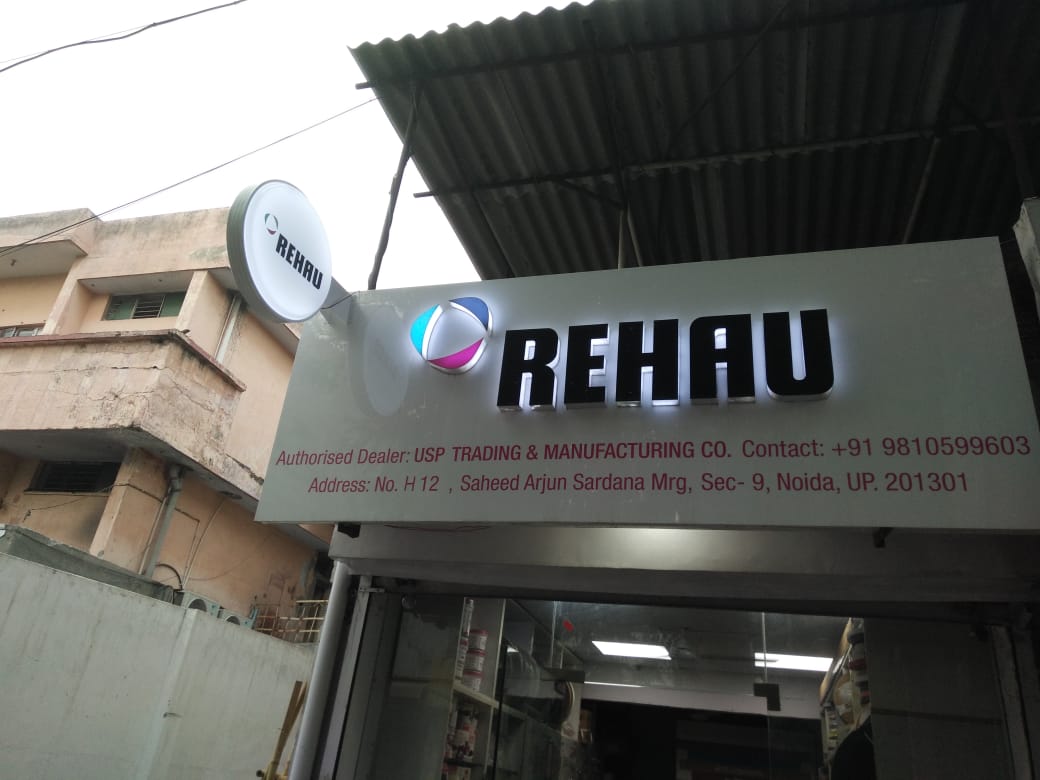 REHAU
REHAU
Authorised Dealer: USP TRADING & MANUFACTURING CO. Contact: +91 9810599603
Address: No. H 12 , Saheed Arjun Sardana Mrg, Sec- 9, Noida, UP. 201301